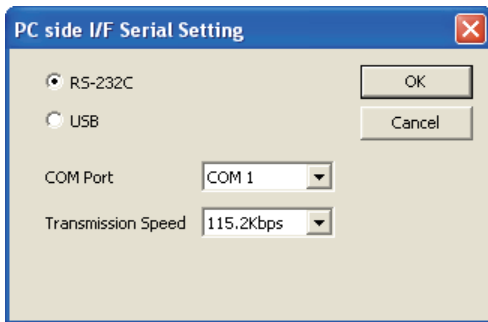 PC side I/F Serial Setting
RS-232C
OK
USB
Cancel
COM Port
COM 1
Transmission Speed
115.2Kbps